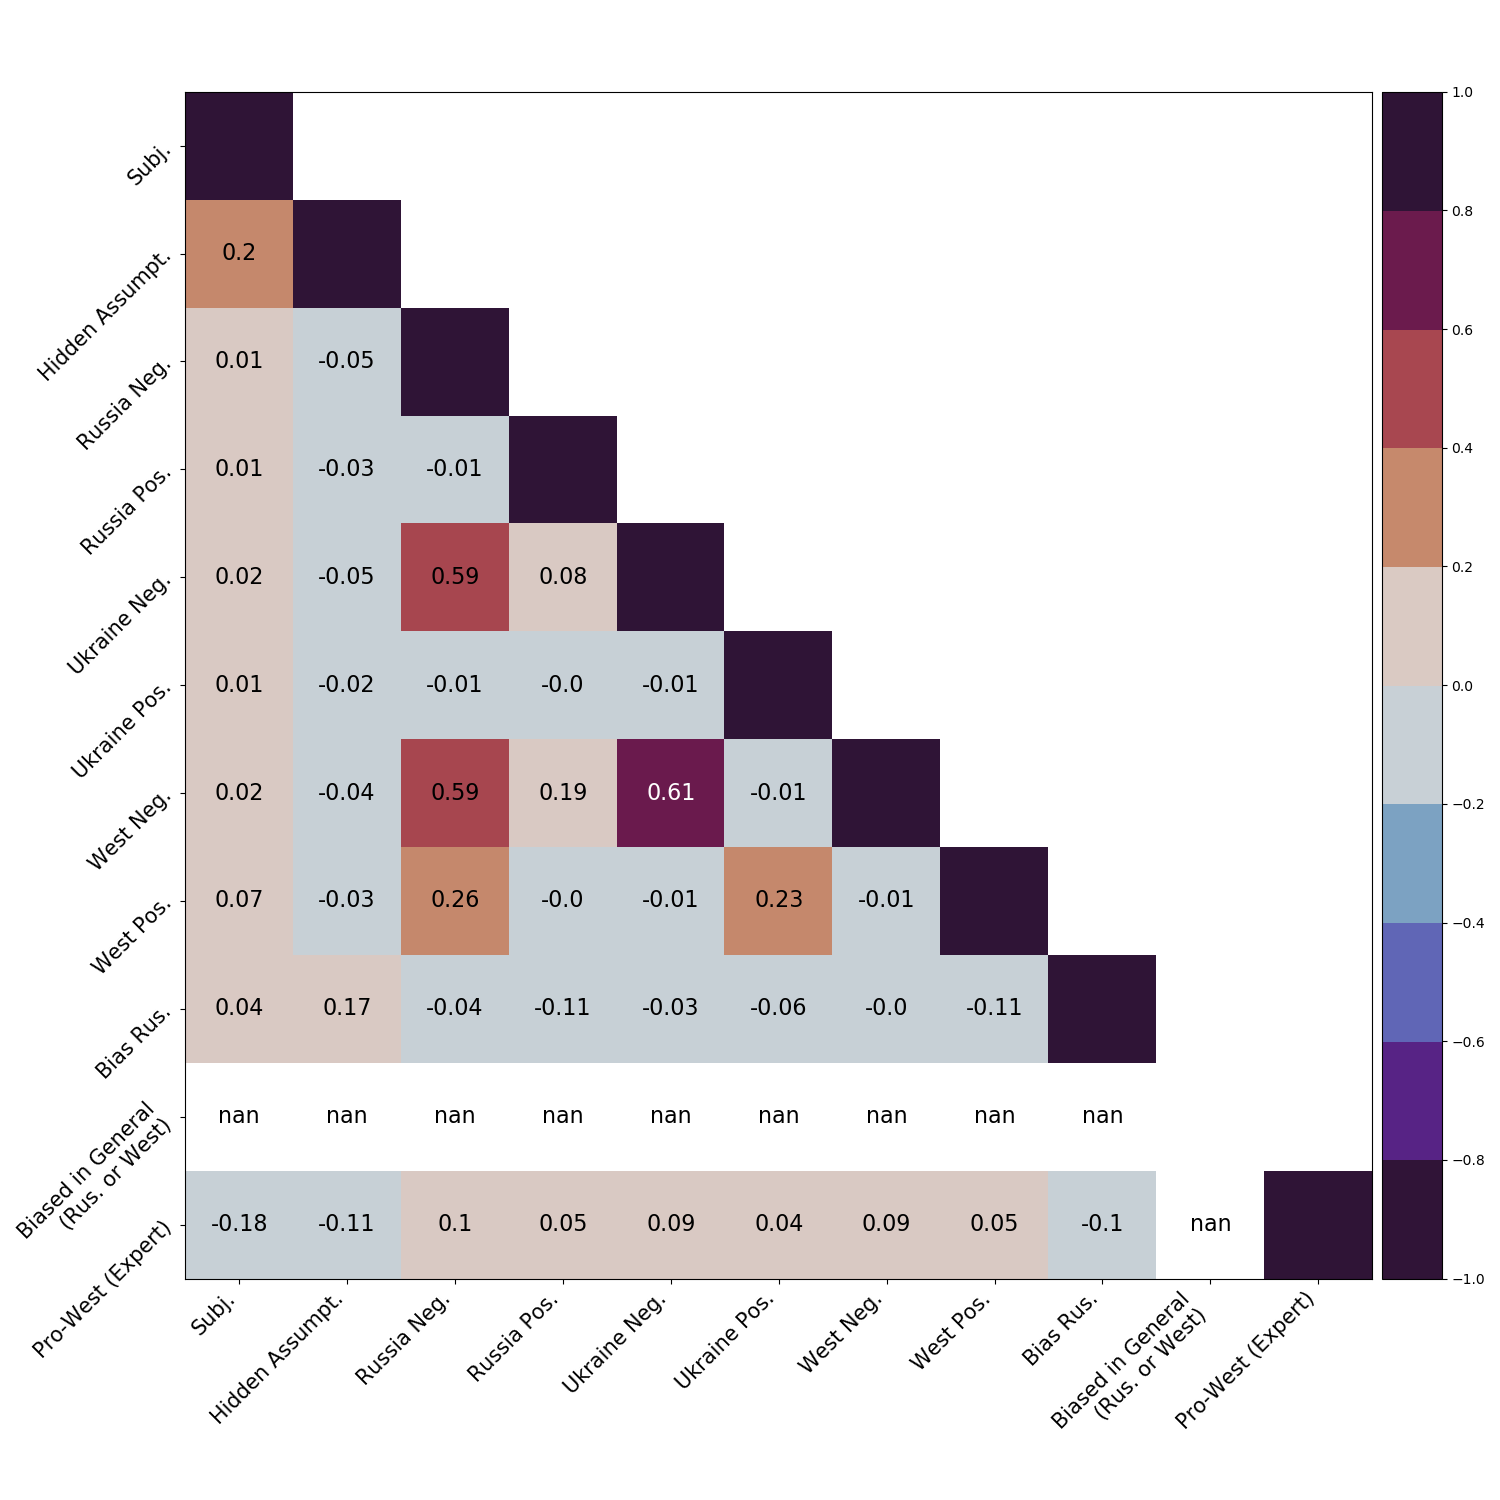 1.0
Subj.
0.8
Hidden Assumpt.
0.2
0.6
Russia Neg.
0.01 -0.05
0.4
Russia Pos.
0.01 -0.03 -0.01
0.2
Ukraine Neg.
0.02 -0.05 0.59 0.08
0.0
Ukraine Pos.
0.01 -0.02 -0.01 -0.0 -0.01
West Neg.
0.02 -0.04 0.59 0.19 0.61 -0.01
−0.2
West Pos.
0.07 -0.03 0.26 -0.0 -0.01 0.23 -0.01
−0.4
Bias Rus.
0.04 0.17 -0.04 -0.11 -0.03 -0.06 -0.0 -0.11
−0.6
Biased in General
(Rus. or West)
nan nan nan nan nan nan nan nan nan
−0.8
Pro-West (Expert)
-0.18 -0.11 0.1 0.05 0.09 0.04 0.09 0.05 -0.1 nan
−1.0
Subj.
Hidden Assumpt.
Russia Neg.
Russia Pos.
Ukraine Neg.
Ukraine Pos.
West Neg.
West Pos.
Bias Rus.
Biased in General
(Rus. or West)
Pro-West (Expert)